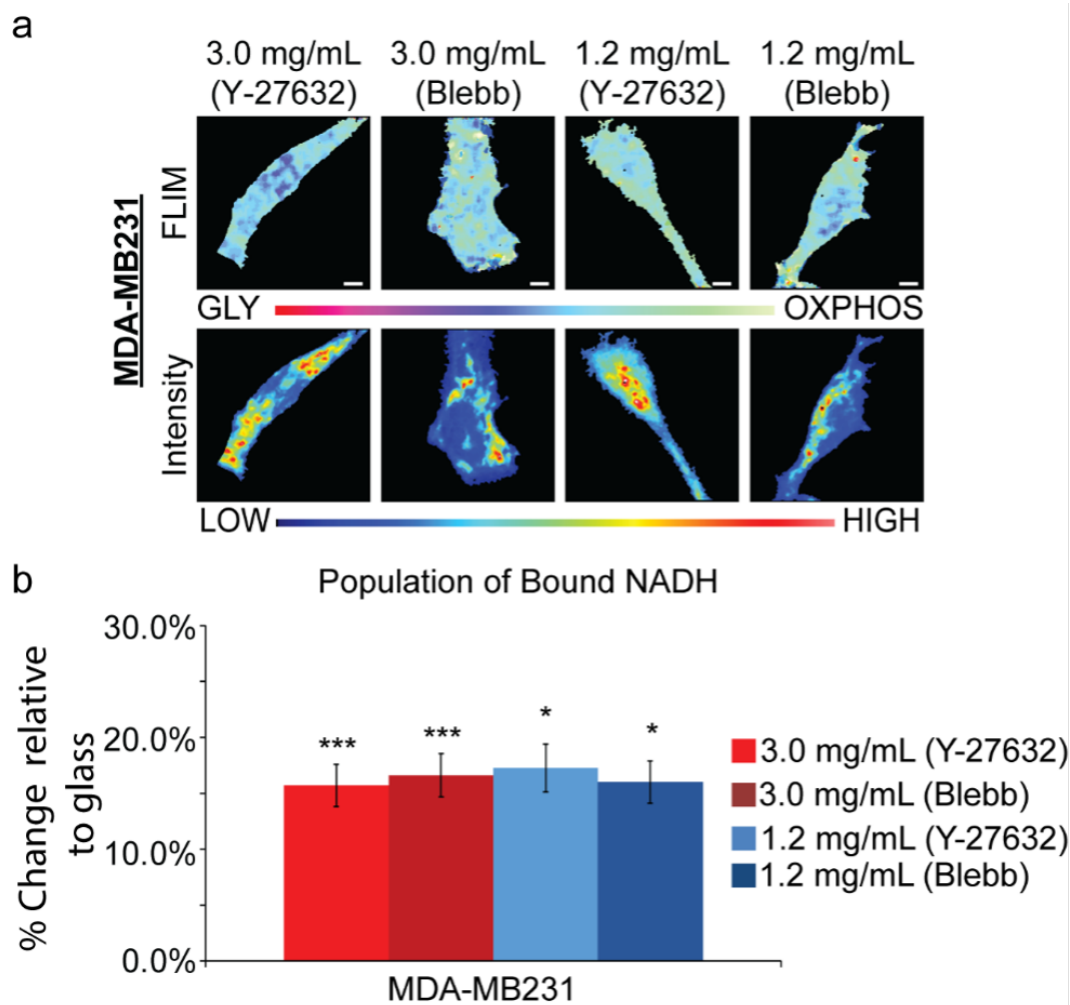 a
3.0 mg/mL
(Y-27632)
3.0 mg/mL
(Blebb)
1.2 mg/mL
(Y-27632)
1.2 mg/mL
(Blebb)
MDA-MB231
FLIM
GLY
OXPHOS
Intensity
LOW
HIGH
b
Population of Bound NADH
% Change relative
to glass
30.0%
20.0%
10.0%
0.0%
***
***
*
*
3.0 mg/mL (Y-27632)
3.0 mg/mL (Blebb)
1.2 mg/mL (Y-27632)
1.2 mg/mL (Blebb)
MDA-MB231